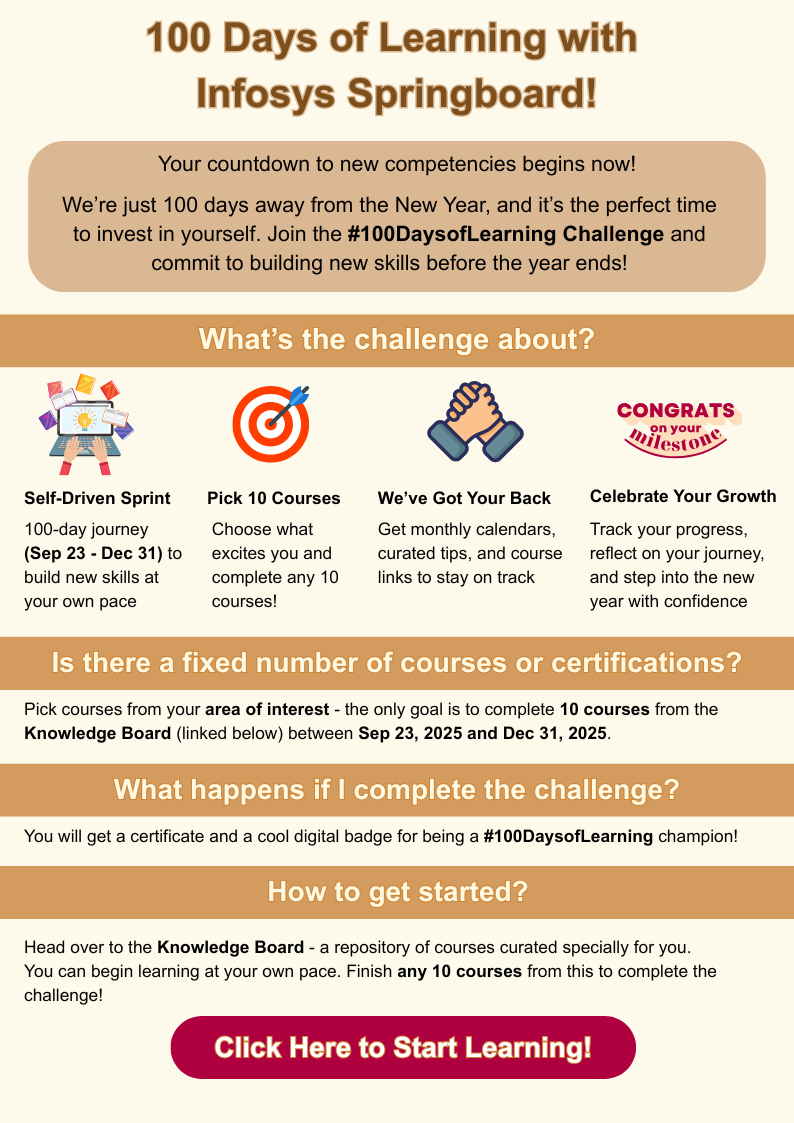 100 Days of Learning with
Infosys Springboard!
Your countdown to new competencies begins now!
We’re just 100 days away from the New Year, and it’s the perfect time
to invest in yourself. Join the #100DaysofLearning Challenge and
commit to building new skills before the year ends!
What’s the challenge about?
CONGRATS
on your
milestone
Self-Driven Sprint
100-day journey
(Sep 23 - Dec 31) to
build new skills at
your own pace
Pick 10 Courses
Choose what
excites you and
complete any 10
courses!
We’ve Got Your Back
Get monthly calendars,
curated tips, and course
links to stay on track
Celebrate Your Growth
Track your progress,
reflect on your journey,
and step into the new
year with confidence
Is there a fixed number of courses or certifications?
Pick courses from your area of interest - the only goal is to complete 10 courses from the
Knowledge Board (linked below) between Sep 23, 2025 and Dec 31, 2025.
What happens if I complete the challenge?
You will get a certificate and a cool digital badge for being a #100DaysofLearning champion!
How to get started?
Head over to the Knowledge Board - a repository of courses curated specially for you.
You can begin learning at your own pace. Finish any 10 courses from this to complete the
challenge!
Click Here to Start Learning!